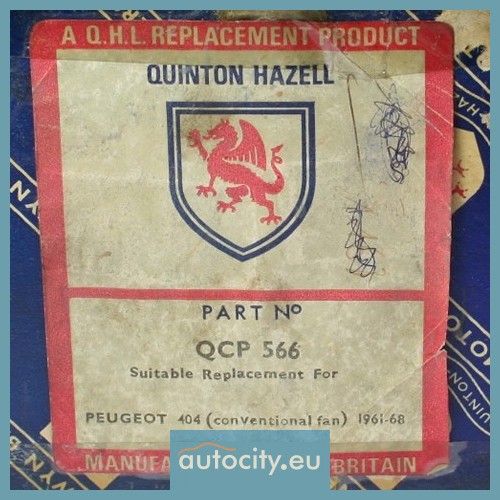 A Q.H.L. REPLACEMENT PRODUCT
QUINTON HAZELL
PART Nº
QCP 566
Suitable Replacement For
PEUGEOT 404 (conventional fan) 1961-68
MANUFA
BRITAIN
autocity.eu